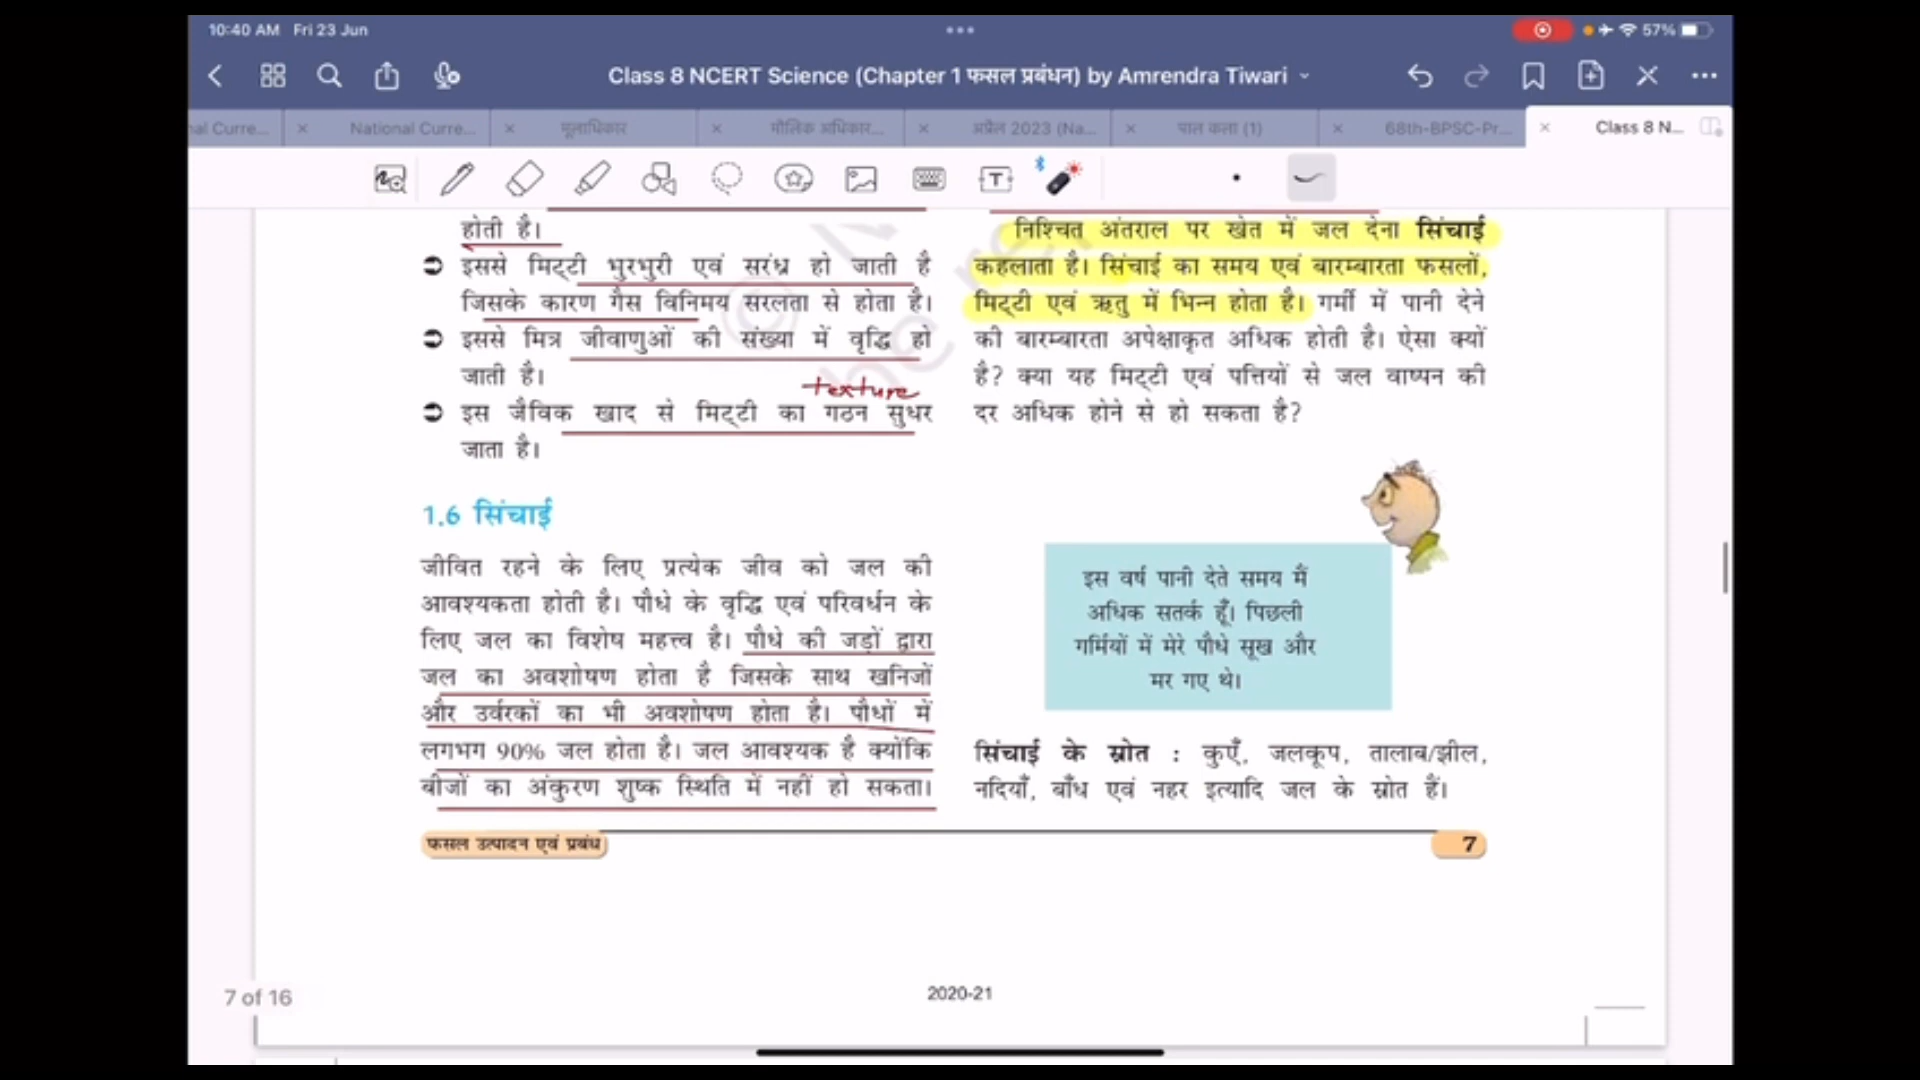 10:40 AM Fri 23 Jun
57%
Class 8 NCERT Science (Chapter 1 फसल प्रबंधन) by Amrendra Tiwari
nal Curre...
National Curre...
मूलाधिकार
मौलिक अधिकार...
अप्रैल 2023 (Na...
पाल कला (1)
68th-BPSC-Pr...
Class 8 N...
होती है।
इससे मिट्टी भुरभुरी एवं सरंध्र हो जाती है
जिसके कारण गैस विनिमय सरलता से होता है।
इससे मित्र जीवाणुओं की संख्या में वृद्धि हो
जाती है।
texture
इस जैविक खाद से मिट्टी का गठन सुधर
जाता है।
1.6 सिंचाई
जीवित रहने के लिए प्रत्येक जीव को जल की
आवश्यकता होती है। पौधे के वृद्धि एवं परिवर्धन के
लिए जल का विशेष महत्त्व है। पौधे की जड़ों द्वारा
जल का अवशोषण होता है जिसके साथ खनिजों
और उर्वरकों का भी अवशोषण होता है। पौधों में
लगभग 90% जल होता है। जल आवश्यक है क्योंकि
बीजों का अंकुरण शुष्क स्थिति में नहीं हो सकता।
निश्चित अंतराल पर खेत में जल देना सिंचाई
कहलाता है। सिंचाई का समय एवं बारम्बारता फसलों,
मिट्टी एवं ऋतु में भिन्न होता है। गर्मी में पानी देने
की बारम्बारता अपेक्षाकृत अधिक होती है। ऐसा क्यों
है? क्या यह मिट्टी एवं पत्तियों से जल वाष्पन की
दर अधिक होने से हो सकता है?
इस वर्ष पानी देते समय मैं
अधिक सतर्क हूँ। पिछली
गर्मियों में मेरे पौधे सूख और
मर गए थे।
सिंचाई के स्रोत : कुएँ, जलकूप, तालाब/झील,
नदियाँ, बाँध एवं नहर इत्यादि जल के स्रोत हैं।
फसल उत्पादन एवं प्रबंध
7
7 of 16
2020-21